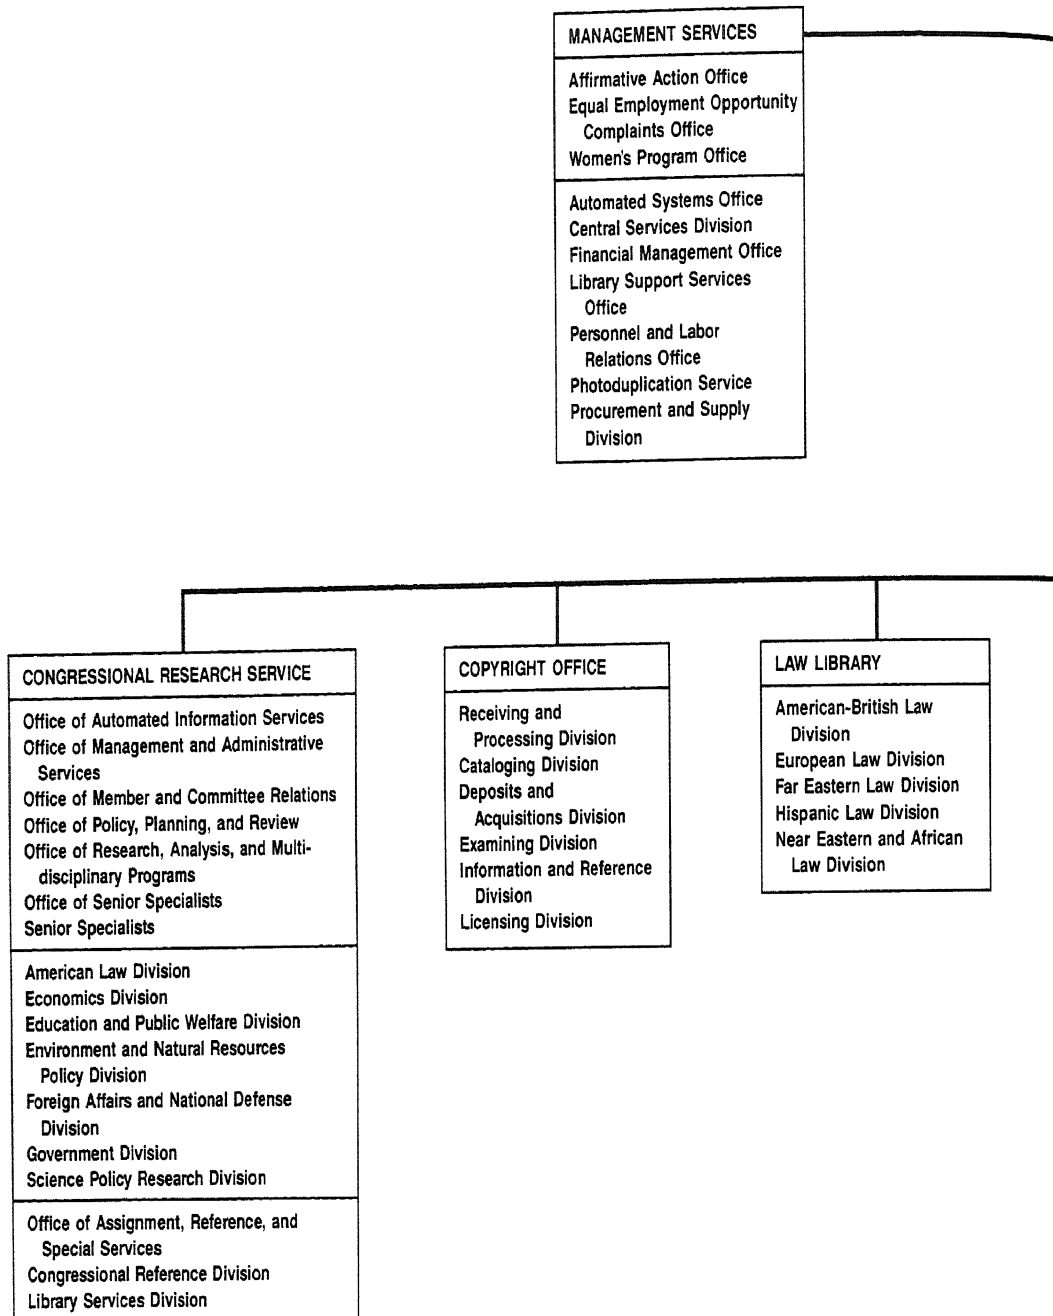 MANAGEMENT SERVICES
Affirmative Action Office
Equal Employment Opportunity
Complaints Office
Women's Program Office
Automated Systems Office
Central Services Division
Financial Management Office
Library Support Services
Office
Personnel and Labor
Relations Office
Photoduplication Service
Procurement and Supply
Division
CONGRESSIONAL RESEARCH SERVICE
Office of Automated Information Services
Office of Management and Administrative
Services
Office of Member and Committee Relations
Office of Policy, Planning, and Review
Office of Research, Analysis, and Multi-
disciplinary Programs
Office of Senior Specialists
Senior Specialists
American Law Division
Economics Division
Education and Public Welfare Division
Environment and Natural Resources
Policy Division
Foreign Affairs and National Defense
Division
Government Division
Science Policy Research Division
Office of Assignment, Reference, and
Special Services
Congressional Reference Division
Library Services Division
COPYRIGHT OFFICE
Receiving and
Processing Division
Cataloging Division
Deposits and
Acquisitions Division
Examining Division
Information and Reference
Division
Licensing Division
LAW LIBRARY
American-British Law
Division
European Law Division
Far Eastern Law Division
Hispanic Law Division
Near Eastern and African
Law Division